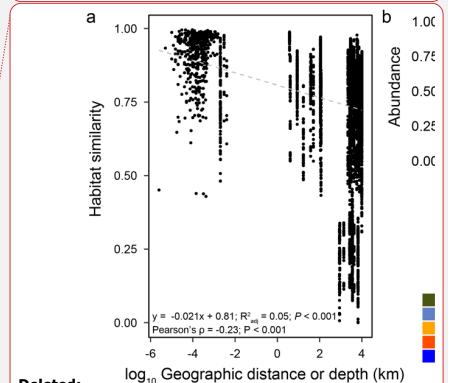 a
b
1.00
0.75
0.50
0.25
0.00
Habitat similarity
y = -0.021x + 0.81; R²adj = 0.05; P < 0.001
Pearson's ρ = -0.23; P < 0.001
-6 -4 -2 0 2 4
log10 Geographic distance or depth (km)
Abundance
1.00
0.75
0.50
0.25
0.00
Deleted: